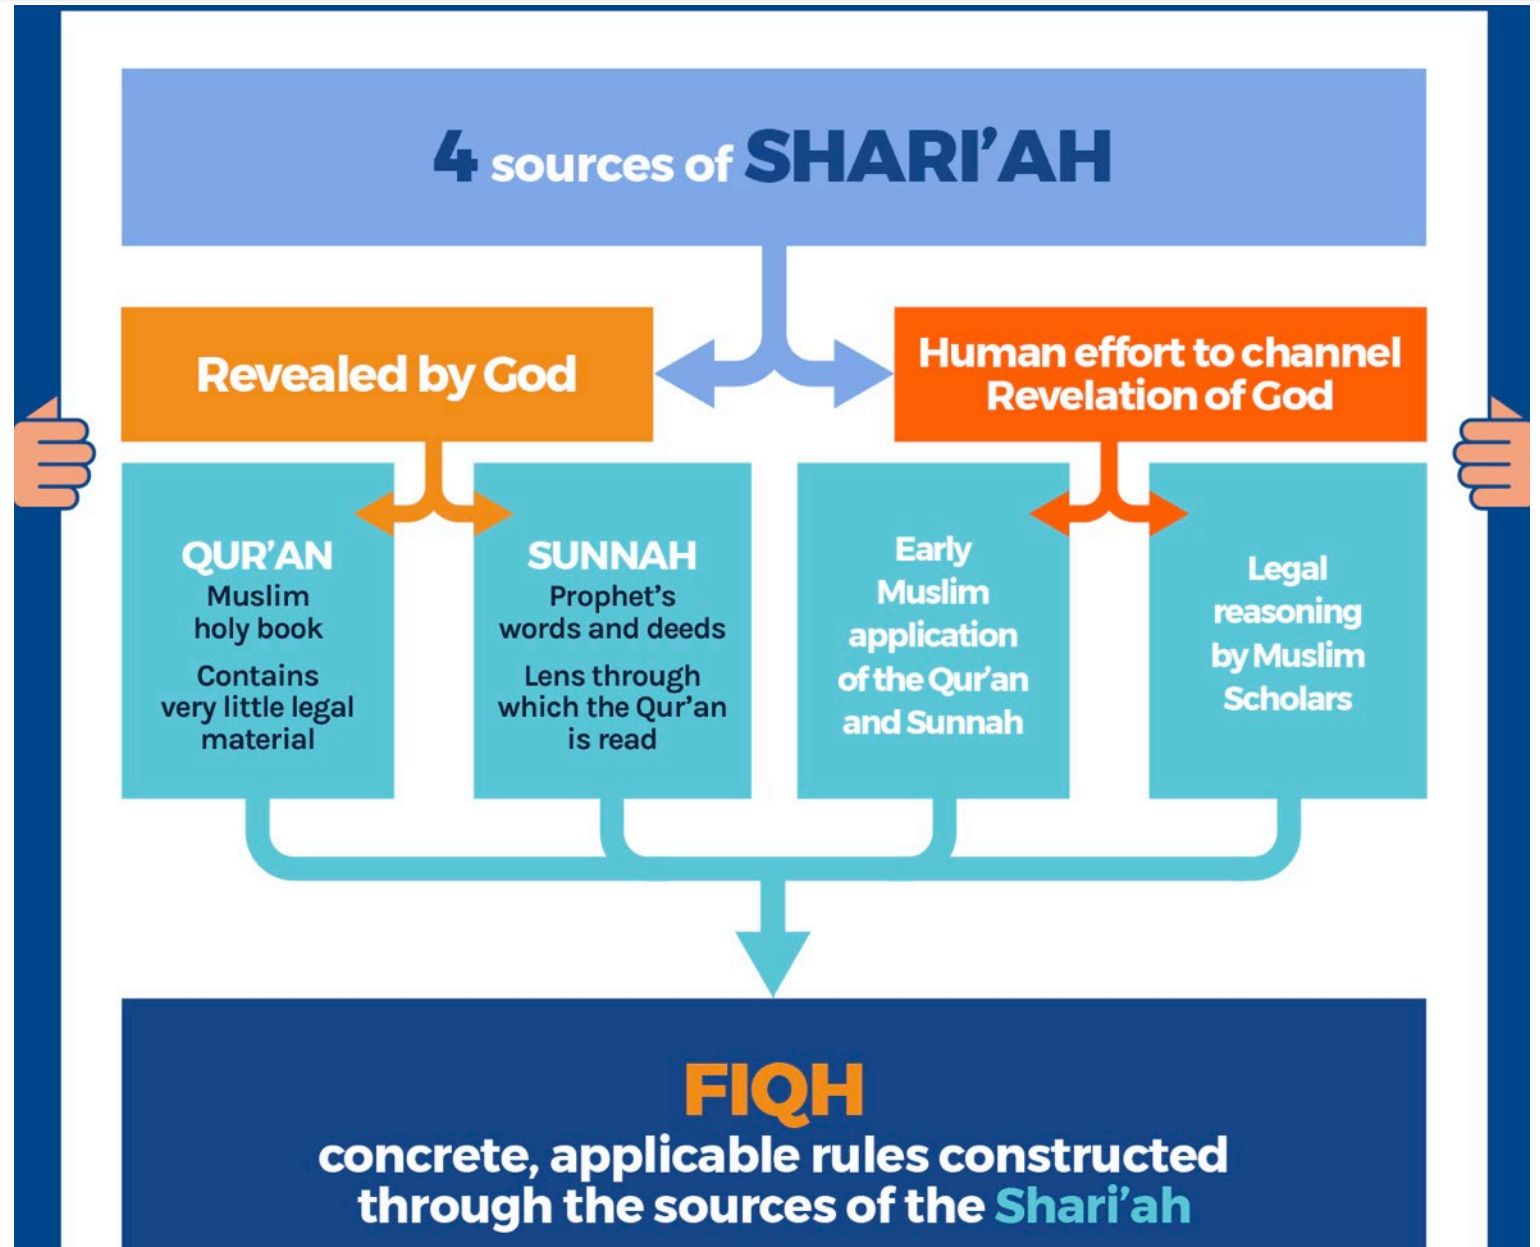 4 sources of SHARI'AH
Revealed by God
Human effort to channel
Revelation of God
QUR'AN
Muslim
holy book
Contains
very little legal
material
SUNNAH
Prophet's
words and deeds
Lens through
which the Qur'an
is read
Early
Muslim
application
of the Qur'an
and Sunnah
Legal
reasoning
by Muslim
Scholars
FIQH
concrete, applicable rules constructed
through the sources of the Shari'ah